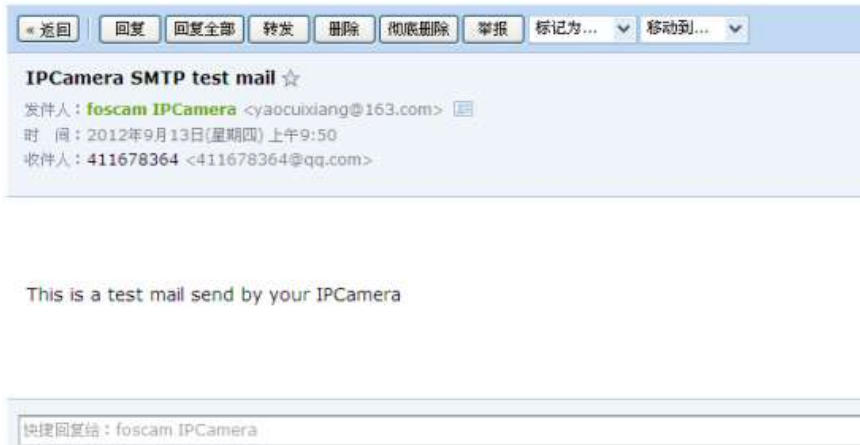 « 返回 回复 回复全部 转发 删除 彻底删除 举报 标记为... 移动到...
IPCamera SMTP test mail ☆
发件人：foscam IPCamera <yaocuixiang@163.com>
时 间：2012年9月13日(星期四) 上午9:50
收件人：411678364 <411678364@qq.com>
This is a test mail send by your IPCamera
快捷回复给：foscam IPCamera